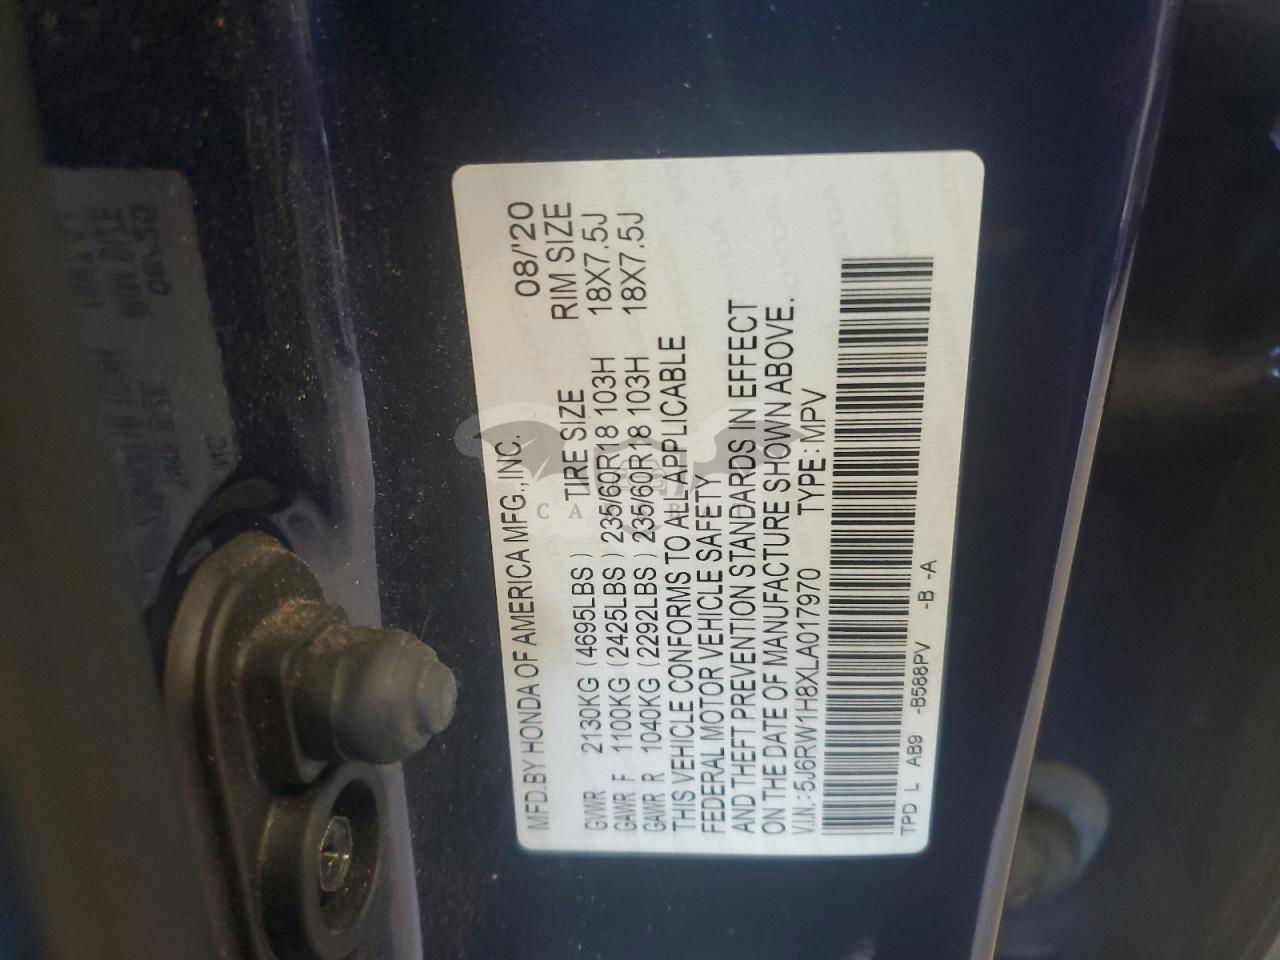 MFD. BY HONDA OF AMERICA MFG.,INC. 08/'20
TIRE SIZE RIM SIZE
GVWR 2130KG (4695LBS)
GAWR F 1100KG (2425LBS) 235/60R18 103H 18X7.5J
GAWR R 1040KG (2292LBS) 235/60R18 103H 18X7.5J
THIS VEHICLE CONFORMS TO ALL APPLICABLE
FEDERAL MOTOR VEHICLE SAFETY
AND THEFT PREVENTION STANDARDS IN EFFECT
ON THE DATE OF MANUFACTURE SHOWN ABOVE.
V.I.N.: 5J6RW1H8XLA017970 TYPE: MPV
TPD L AB9 -B588PV -B -A